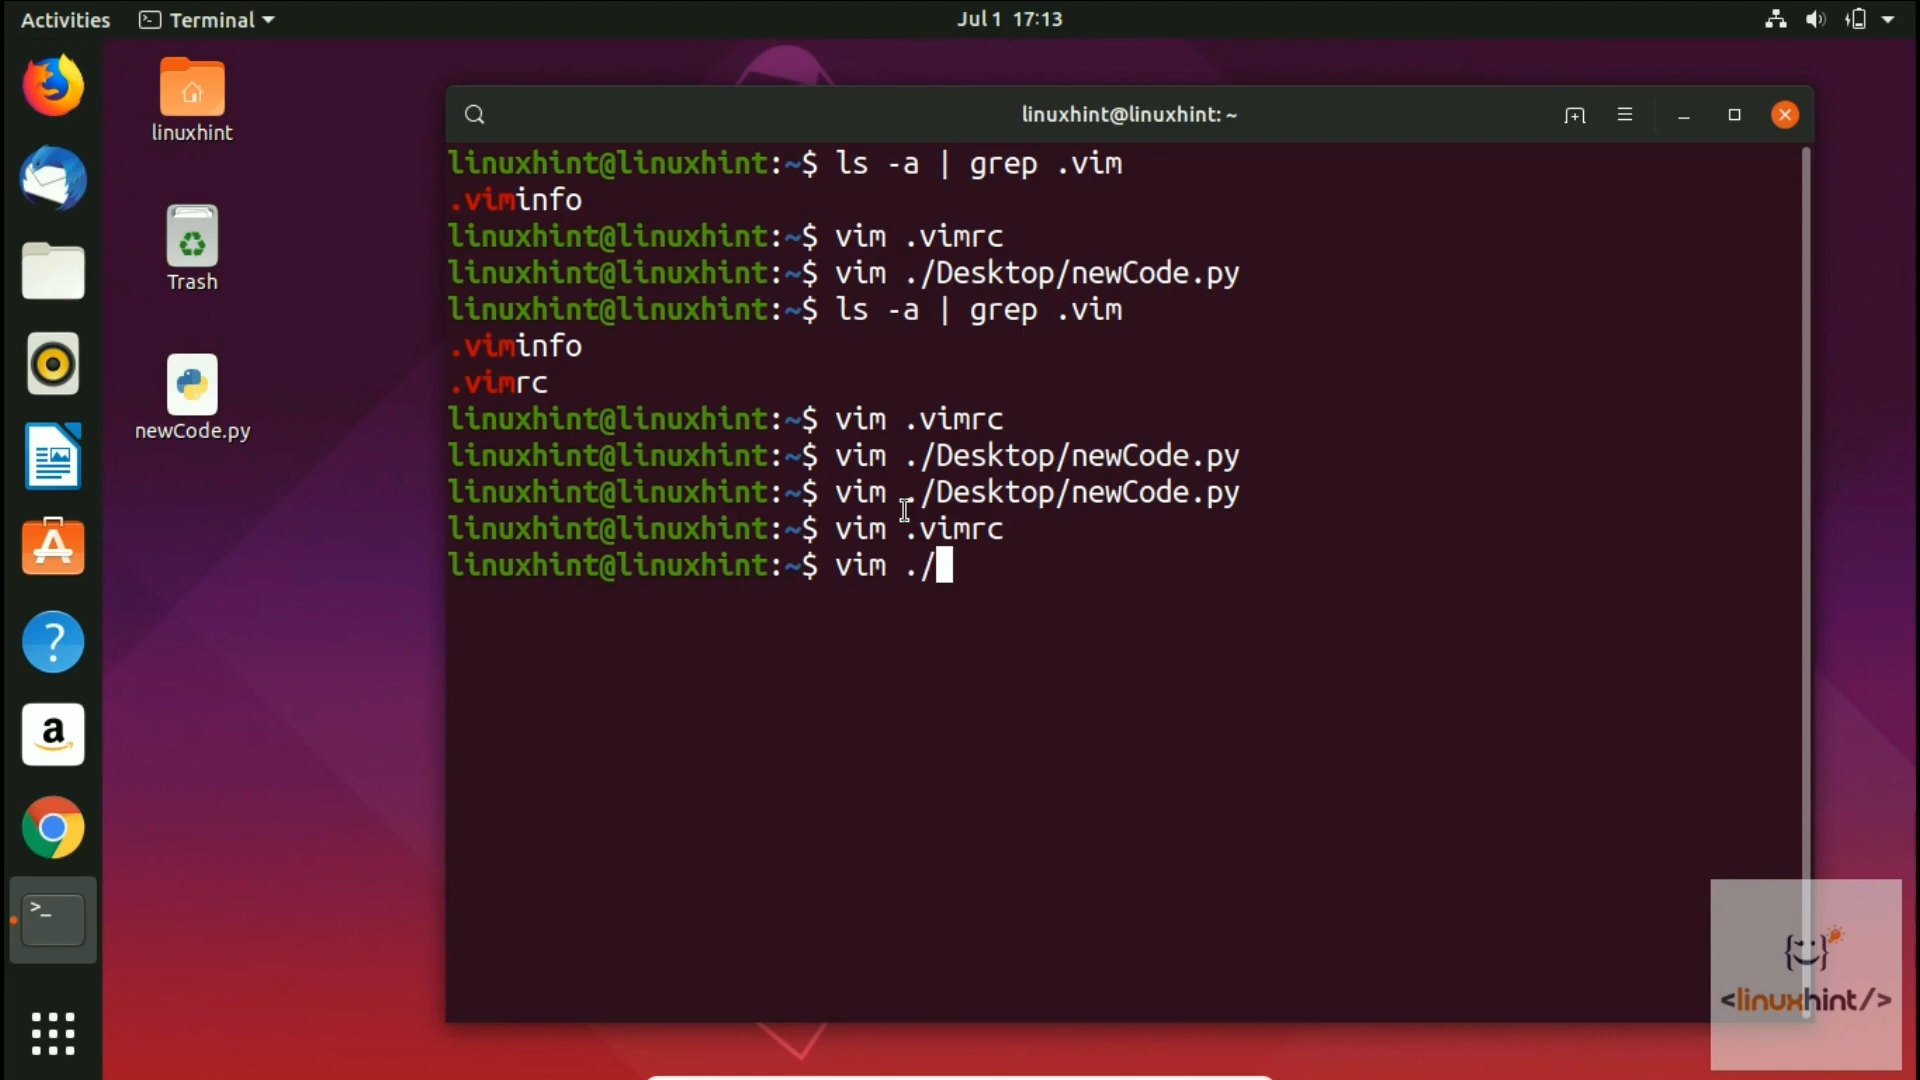 Activities
Terminal
Jul 1 17:13
linuxhint
Trash
newCode.py
linuxhint@linuxhint: ~
linuxhint@linuxhint:~$ ls -a | grep .vim
.viminfo
linuxhint@linuxhint:~$ vim .vimrc
linuxhint@linuxhint:~$ vim ./Desktop/newCode.py
linuxhint@linuxhint:~$ ls -a | grep .vim
.viminfo
.vimrc
linuxhint@linuxhint:~$ vim .vimrc
linuxhint@linuxhint:~$ vim ./Desktop/newCode.py
linuxhint@linuxhint:~$ vim ./Desktop/newCode.py
linuxhint@linuxhint:~$ vim .vimrc
linuxhint@linuxhint:~$ vim ./
<linuxhint/>